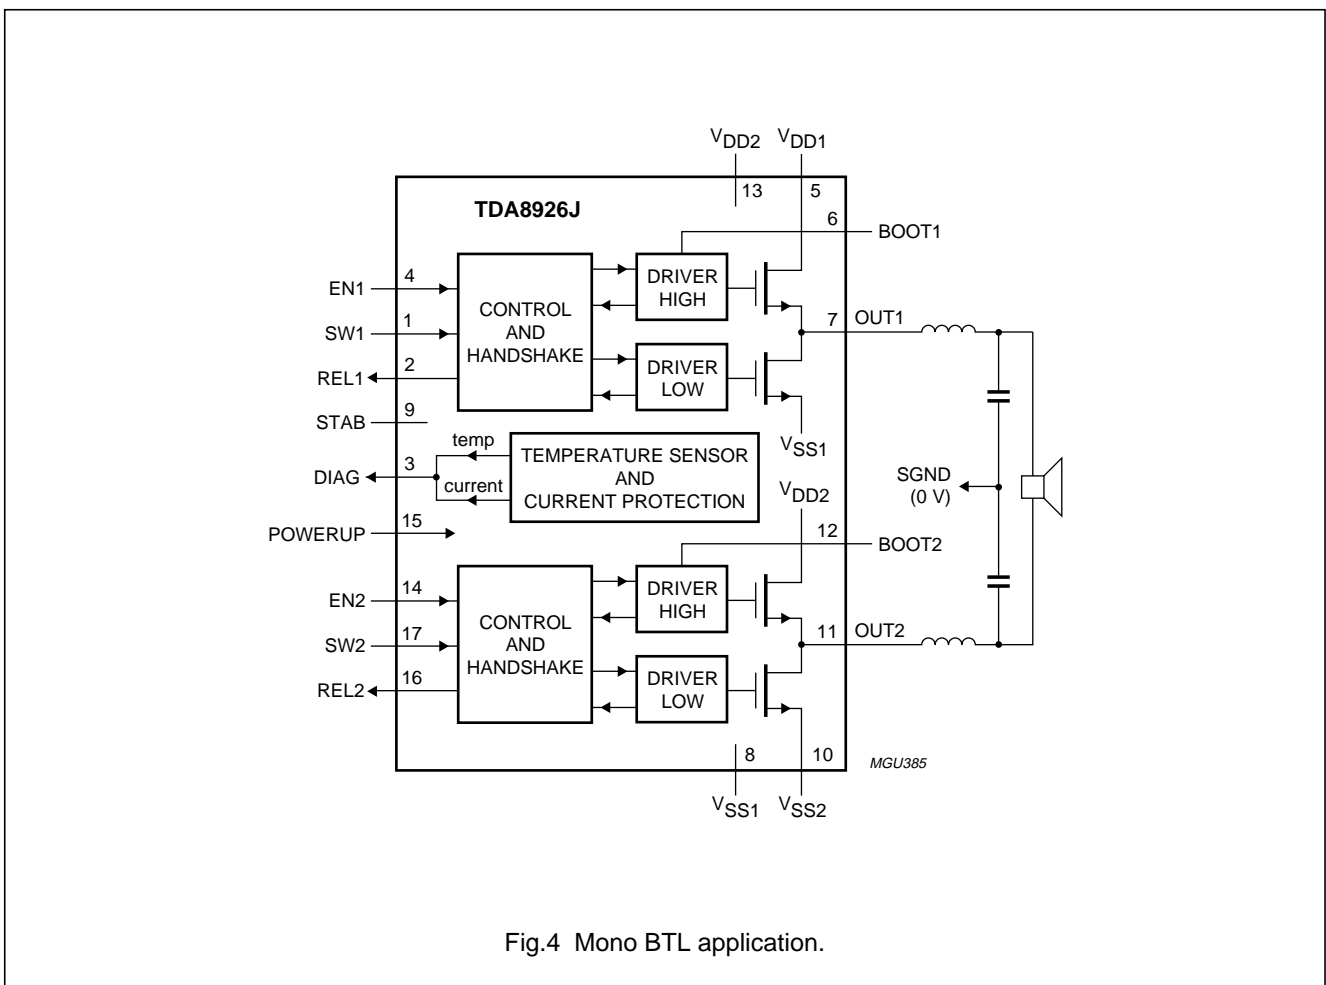 VDD2 VDD1
13 5
TDA8926J
6 BOOT1
EN1 4
SW1 1
REL1 2
STAB 9
CONTROL
AND
HANDSHAKE
DRIVER
HIGH
DRIVER
LOW
7 OUT1
VSS1
DIAG 3
temp
current
TEMPERATURE SENSOR
AND
CURRENT PROTECTION
VDD2
SGND
(0 V)
POWERUP 15
12 BOOT2
EN2 14
SW2 17
REL2 16
CONTROL
AND
HANDSHAKE
DRIVER
HIGH
DRIVER
LOW
11 OUT2
8 10
VSS1 VSS2
MGU385
Fig.4 Mono BTL application.